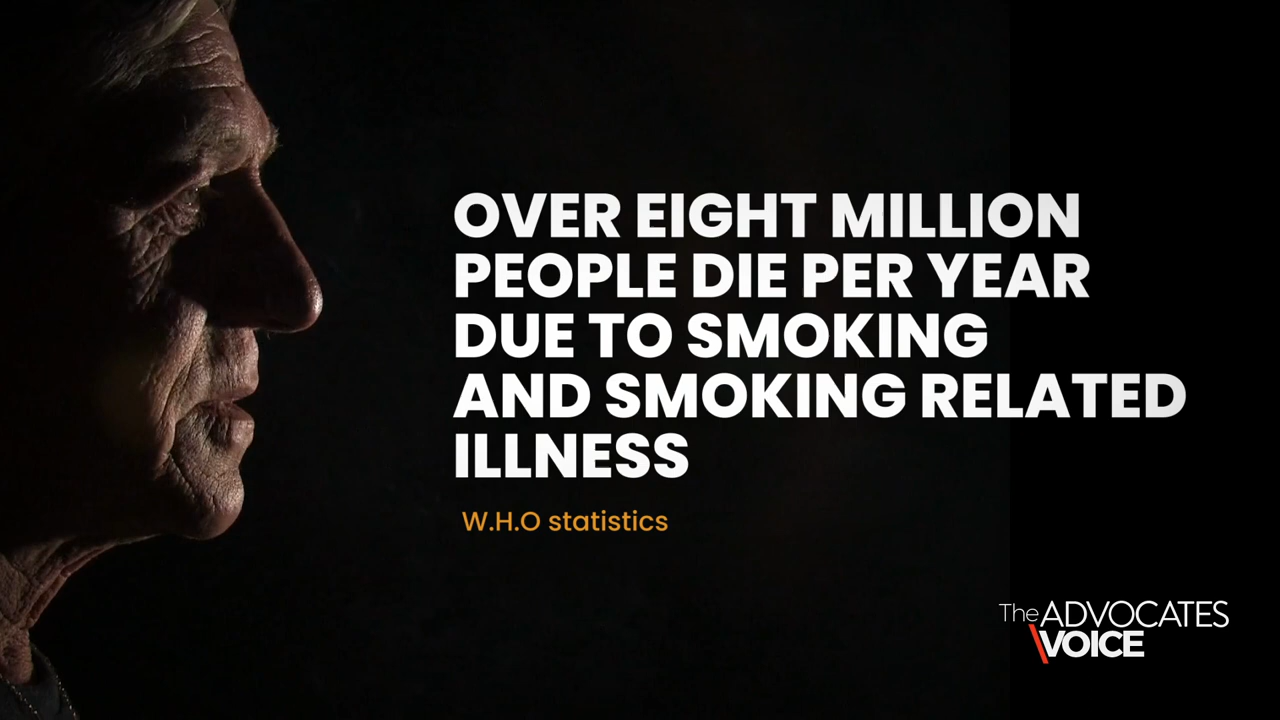 OVER EIGHT MILLION
PEOPLE DIE PER YEAR
DUE TO SMOKING
AND SMOKING RELATED
ILLNESS
W.H.O statistics
The ADVOCATES
VOICE